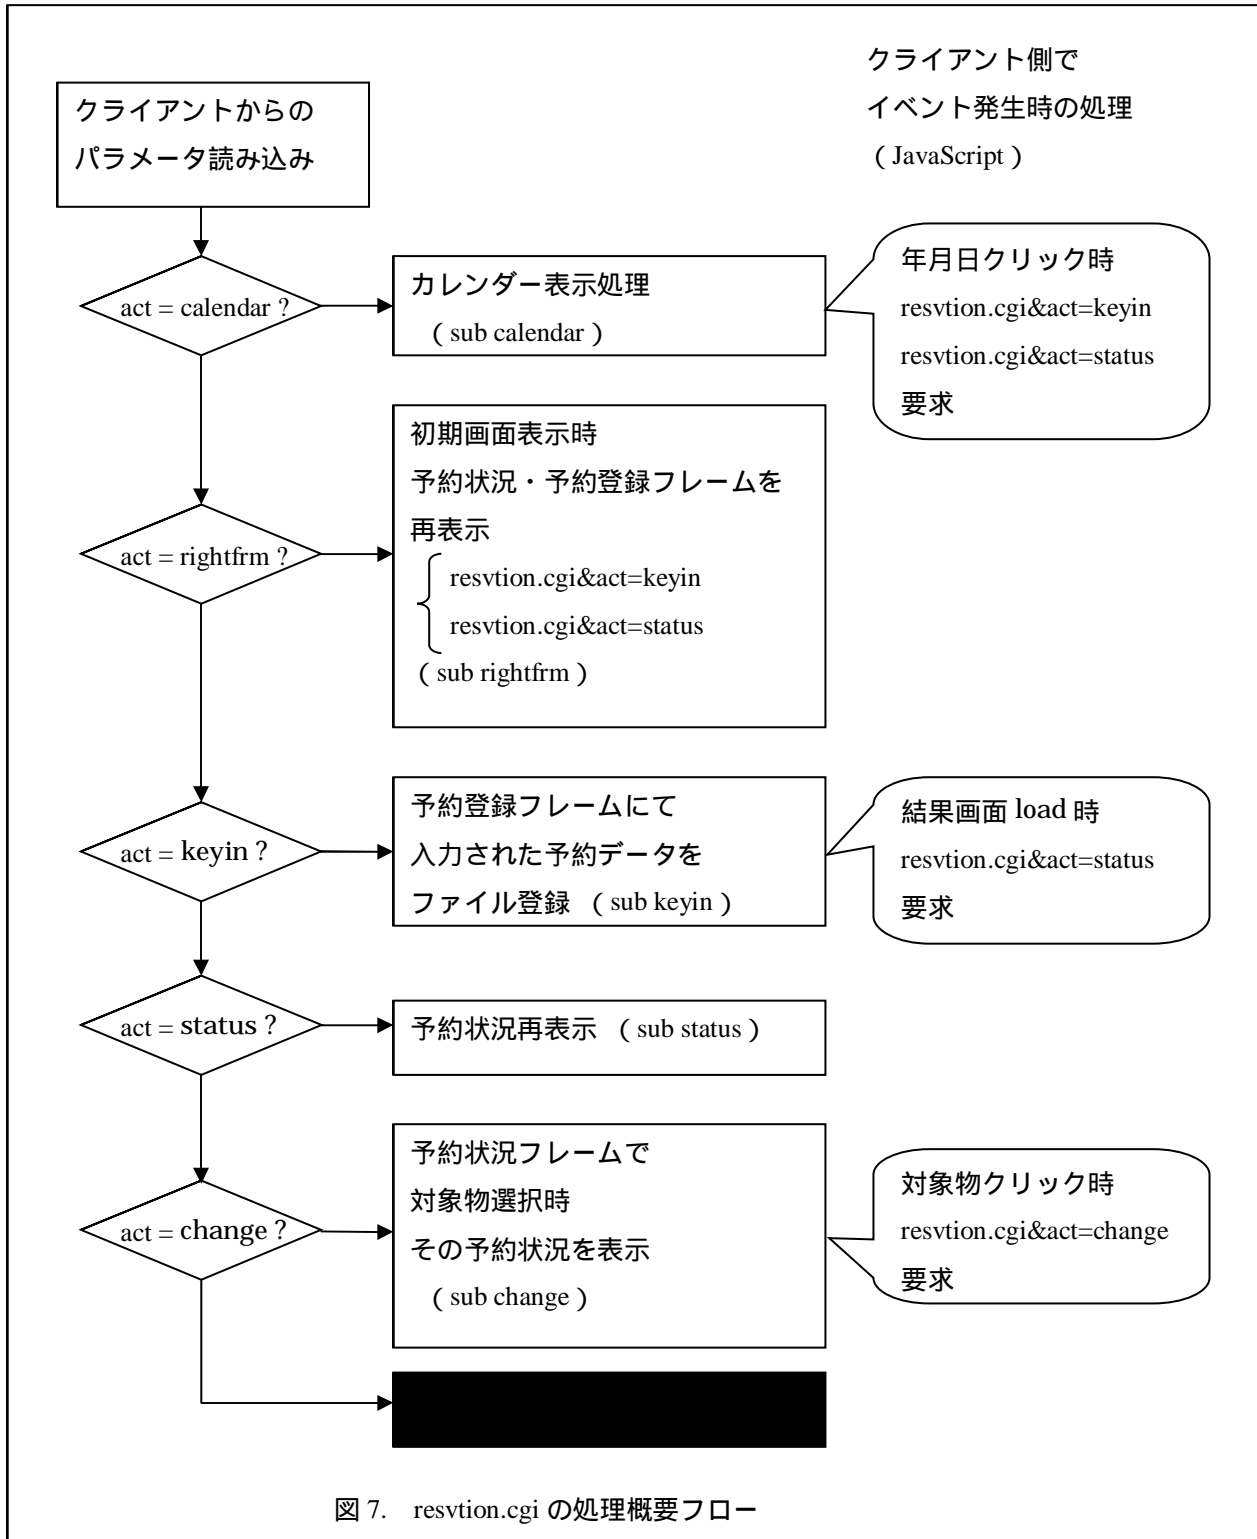 クライアント側で
イベント発生時の処理
（JavaScript）
クライアントからの
パラメータ読み込み
act = calendar ?
カレンダー表示処理
（sub calendar）
年月日クリック時
resvtion.cgi&act=keyin
resvtion.cgi&act=status
要求
act = rightfrm ?
初期画面表示時
予約状況・予約登録フレームを
再表示
resvtion.cgi&act=keyin
resvtion.cgi&act=status
（sub rightfrm）
act = keyin ?
予約登録フレームにて
入力された予約データを
ファイル登録 （sub keyin）
結果画面 load 時
resvtion.cgi&act=status
要求
act = status ?
予約状況再表示 （sub status）
act = change ?
予約状況フレームで
対象物選択時
その予約状況を表示
（sub change）
対象物クリック時
resvtion.cgi&act=change
要求
図 7. resvtion.cgi の処理概要フロー